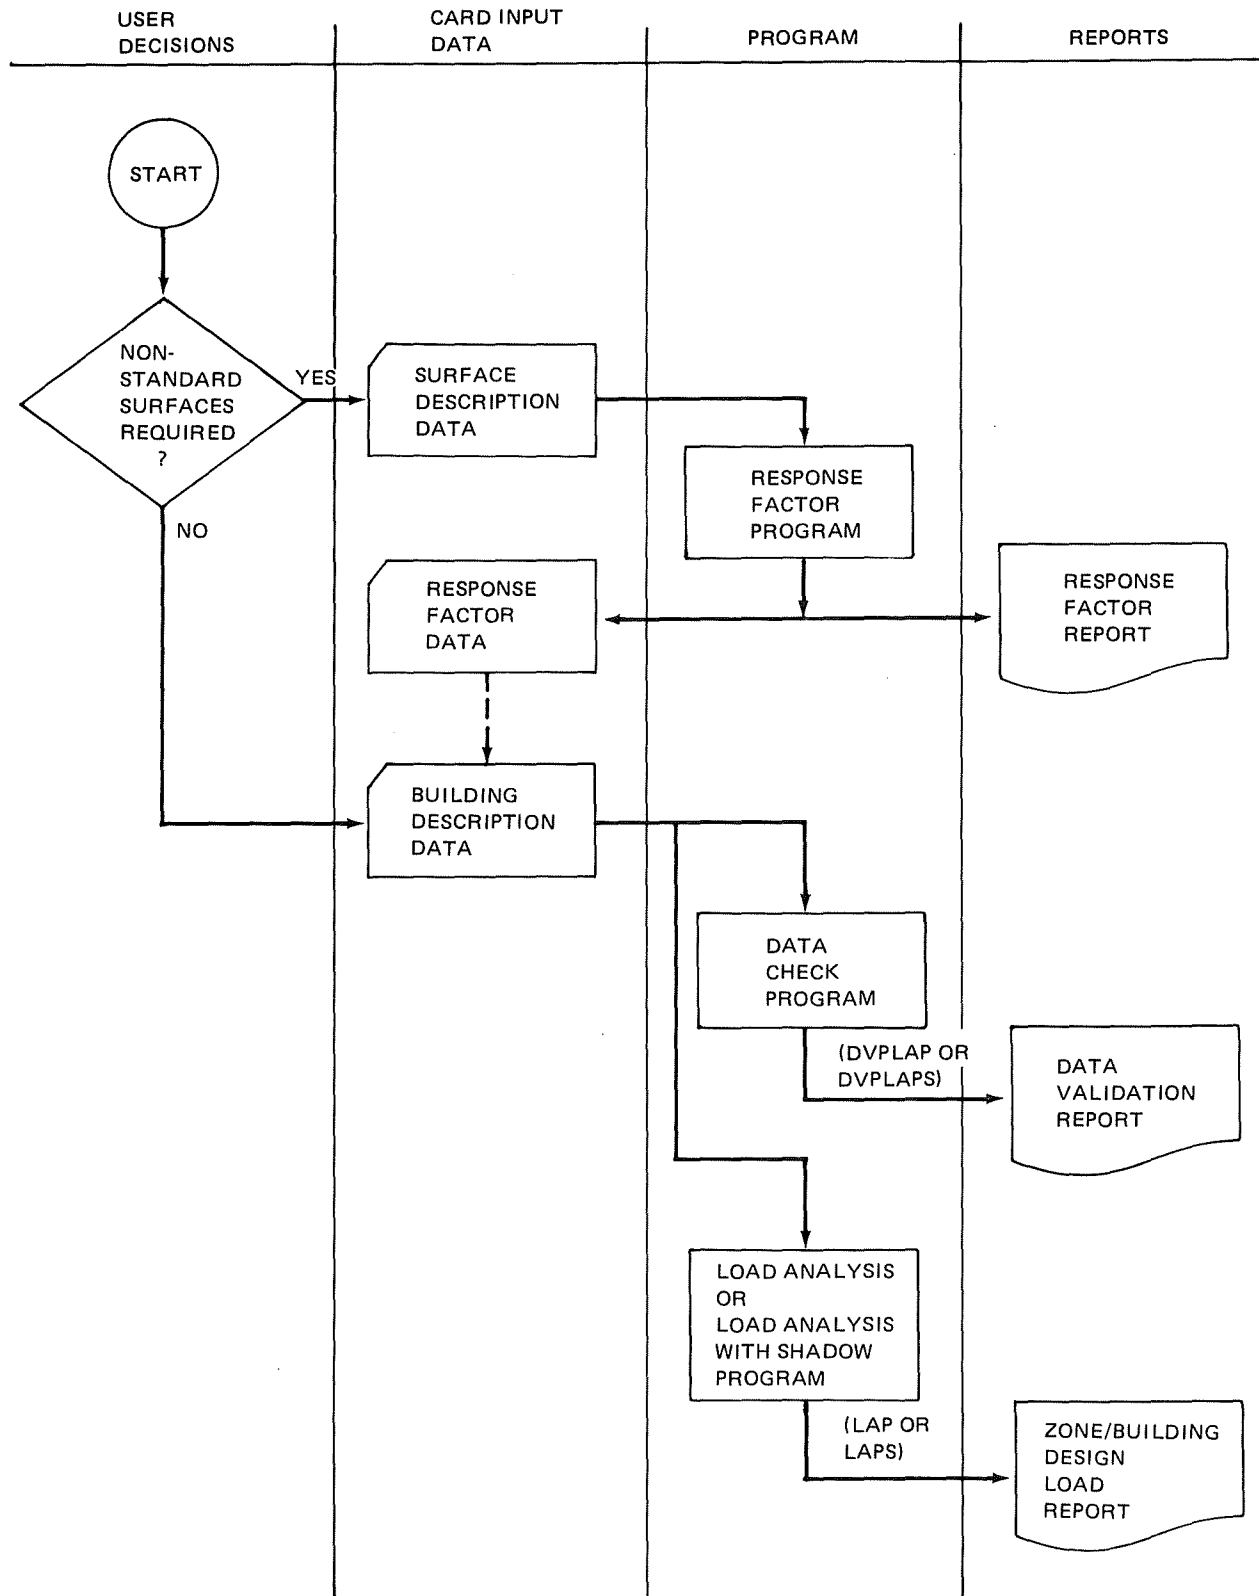 USER
DECISIONS
CARD INPUT
DATA
PROGRAM
REPORTS
START
NON-
STANDARD
SURFACES
REQUIRED
?
YES
NO
SURFACE
DESCRIPTION
DATA
RESPONSE
FACTOR
PROGRAM
RESPONSE
FACTOR
DATA
RESPONSE
FACTOR
REPORT
BUILDING
DESCRIPTION
DATA
DATA
CHECK
PROGRAM
(DVPLAP OR
DVPLAPS)
DATA
VALIDATION
REPORT
LOAD ANALYSIS
OR
LOAD ANALYSIS
WITH SHADOW
PROGRAM
(LAP OR
LAPS)
ZONE/BUILDING
DESIGN
LOAD
REPORT